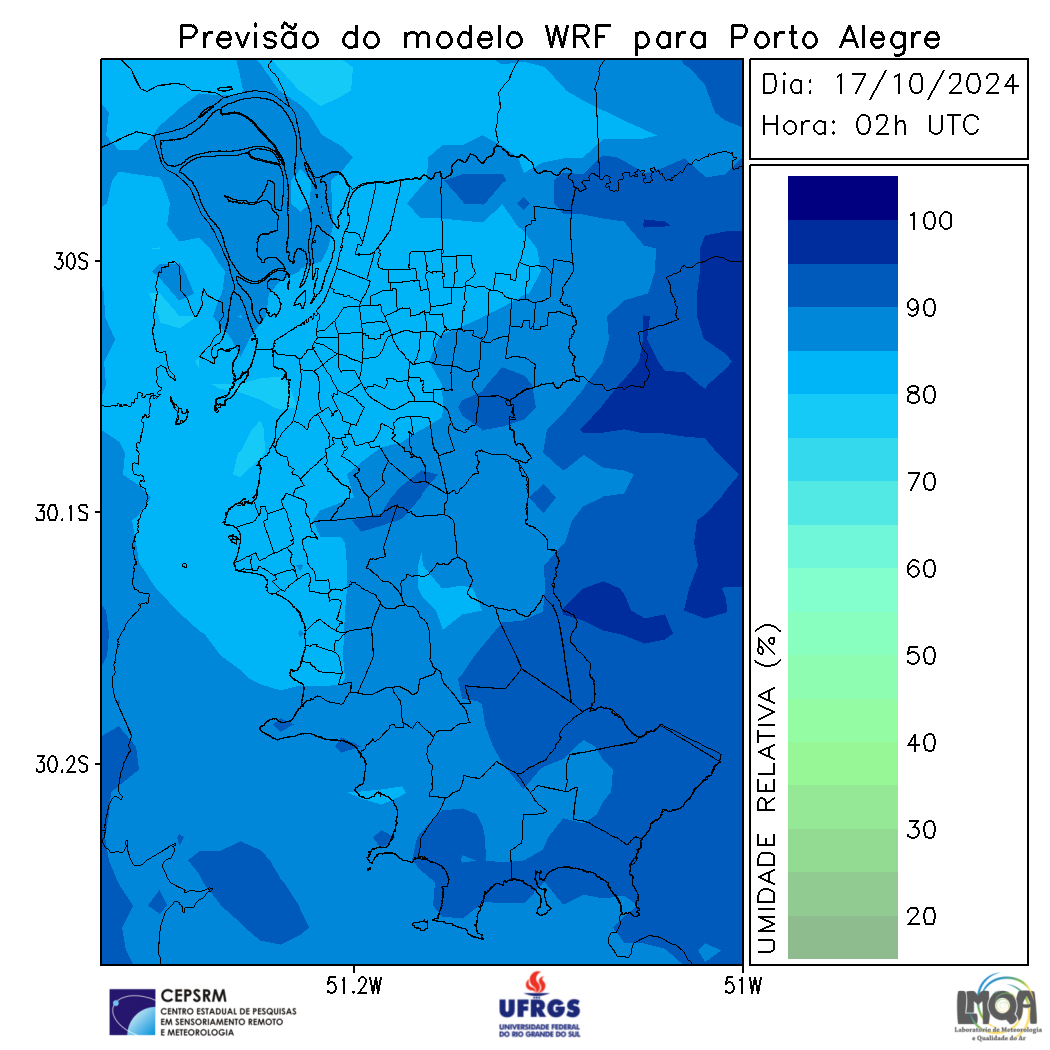 Previsão do modelo WRF para Porto Alegre
Dia: 17/10/2024
Hora: 02h UTC
100
90
80
70
60
50
40
30
20
UMIDADE RELATIVA (%)
30S
30.1S
30.2S
51.2W
51W
CEPSRM
CENTRO ESTADUAL DE PESQUISAS
EM SENSORIAMENTO REMOTO
E METEOROLOGIA
UFRGS
UNIVERSIDADE FEDERAL
DO RIO GRANDE DO SUL
LMQA
Laboratório de Meteorologia
e Qualidade do Ar